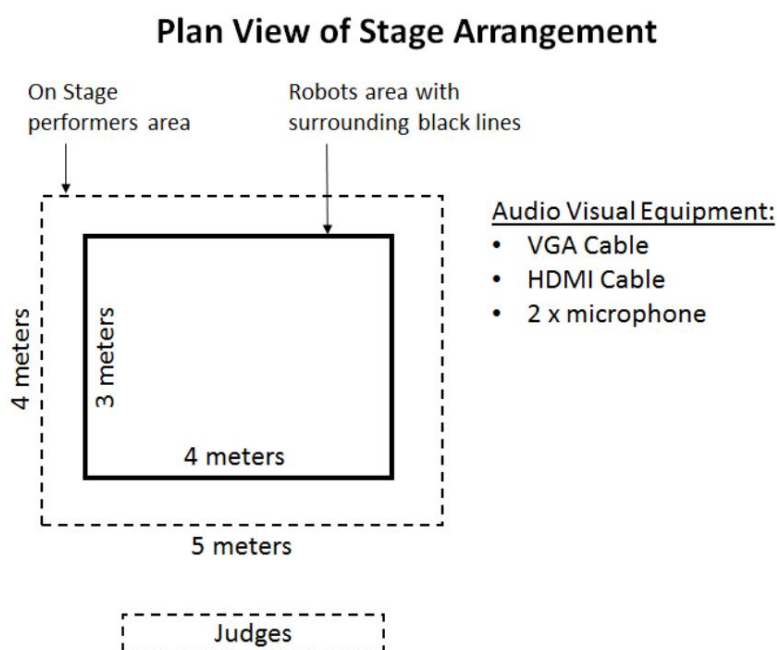 Plan View of Stage Arrangement
On Stage
performers area
Robots area with
surrounding black lines
Audio Visual Equipment:
• VGA Cable
• HDMI Cable
• 2 x microphone
4 meters
3 meters
4 meters
5 meters
Judges